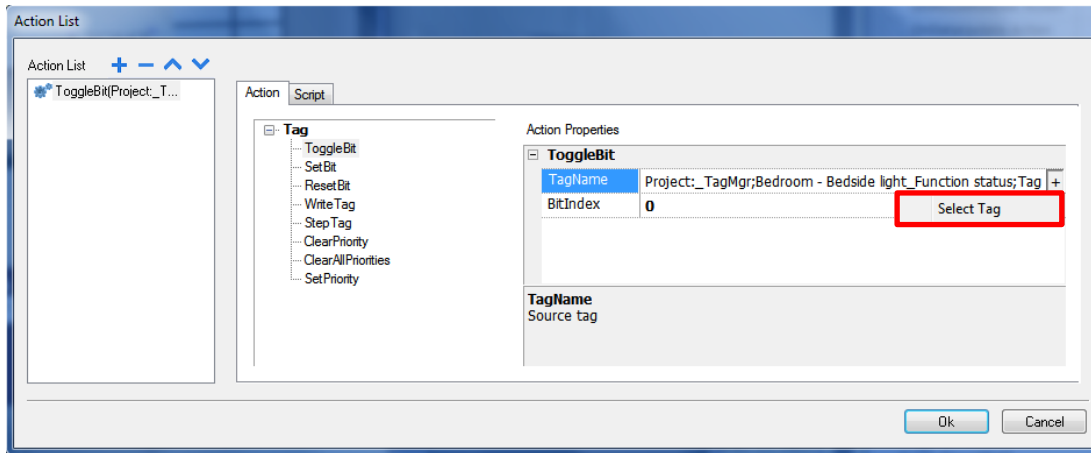 Action List
Action List
ToggleBit(Project:_T...
Action Script
Tag
ToggleBit
SetBit
ResetBit
WriteTag
StepTag
ClearPriority
ClearAllPriorities
SetPriority
Action Properties
ToggleBit
TagName Project:_TagMgr;Bedroom - Bedside light_Function status;Tag +
BitIndex 0
Select Tag
TagName
Source tag
Ok Cancel